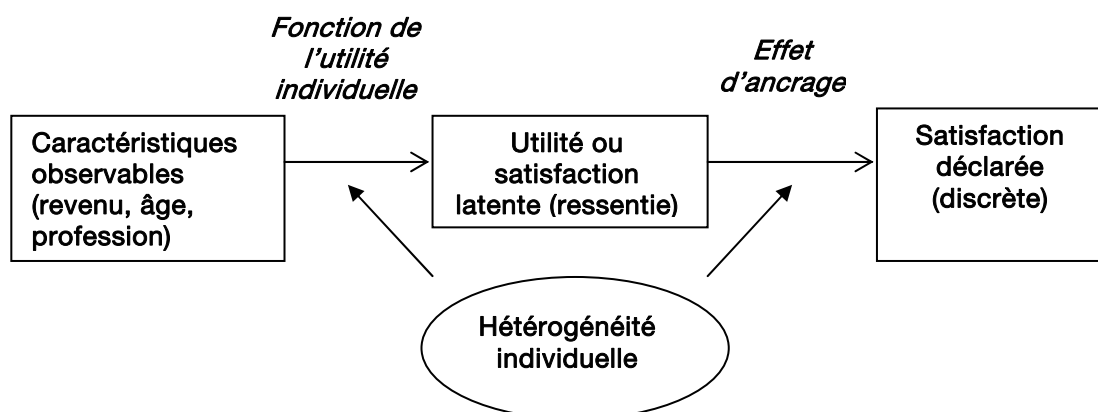 Fonction de
l’utilité
individuelle
Effet
d’ancrage
Caractéristiques
observables
(revenu, âge,
profession)
Utilité ou
satisfaction
latente (ressentie)
Satisfaction
déclarée
(discrète)
Hétérogénéité
individuelle